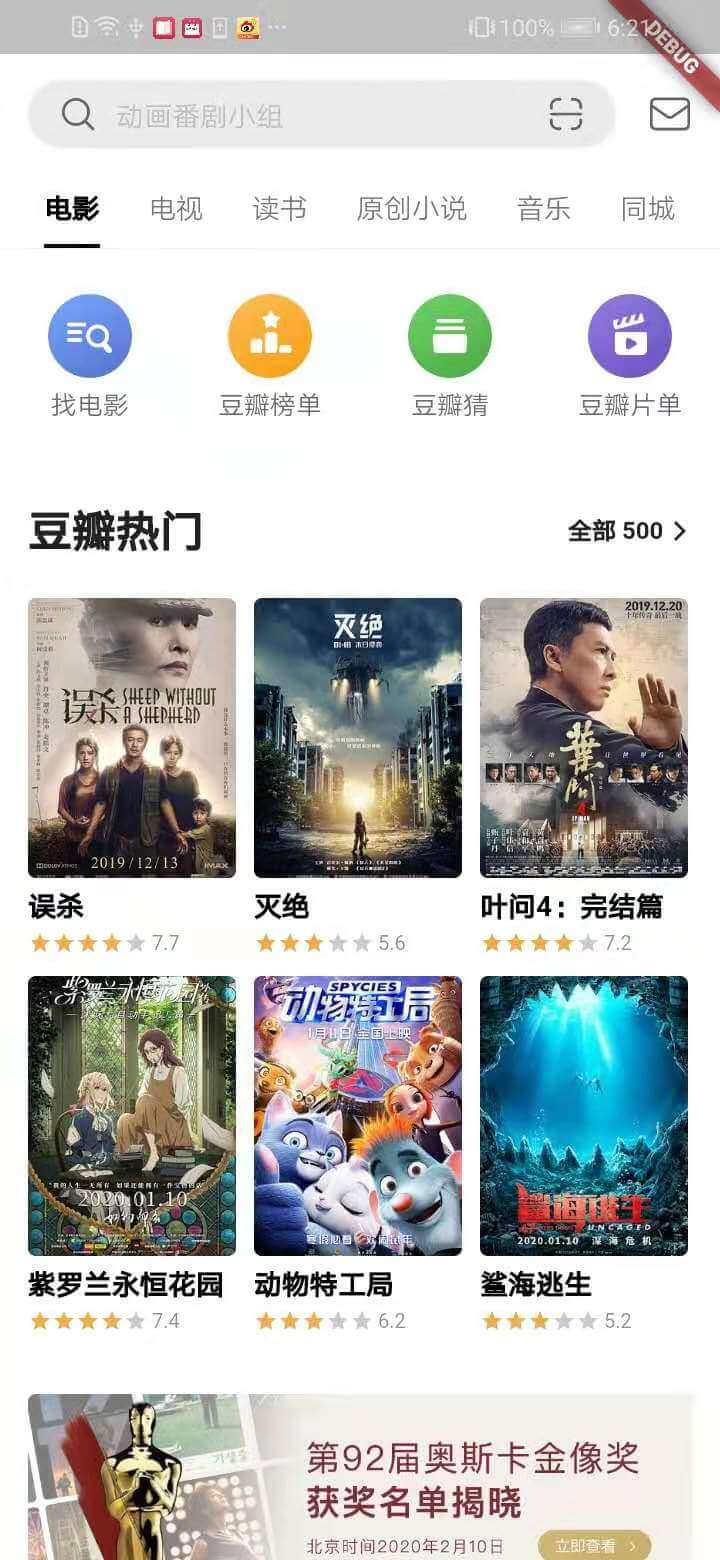 100% 6:21
DEBUG
动画番剧小组
电影 电视 读书 原创小说 音乐 同城
找电影 豆瓣榜单 豆瓣猜 豆瓣片单
豆瓣热门 全部 500
误杀 SHEEP WITHOUT A SHEPHERD
2019/12/13
IMAX
灭绝
2019.12.20
葉問
4
误杀 灭绝 叶问4：完结篇
7.7 5.6 7.2
紫罗兰永恒花园
2020.01.10
SPYCIES
动物特工局
1月11日 全国上映
鲨海逃生
UNCAGED
2020.01.10 深海危机
紫罗兰永恒花园 动物特工局 鲨海逃生
7.4 6.2 5.2
第92届奥斯卡金像奖
获奖名单揭晓
北京时间2020年2月10日 立即查看